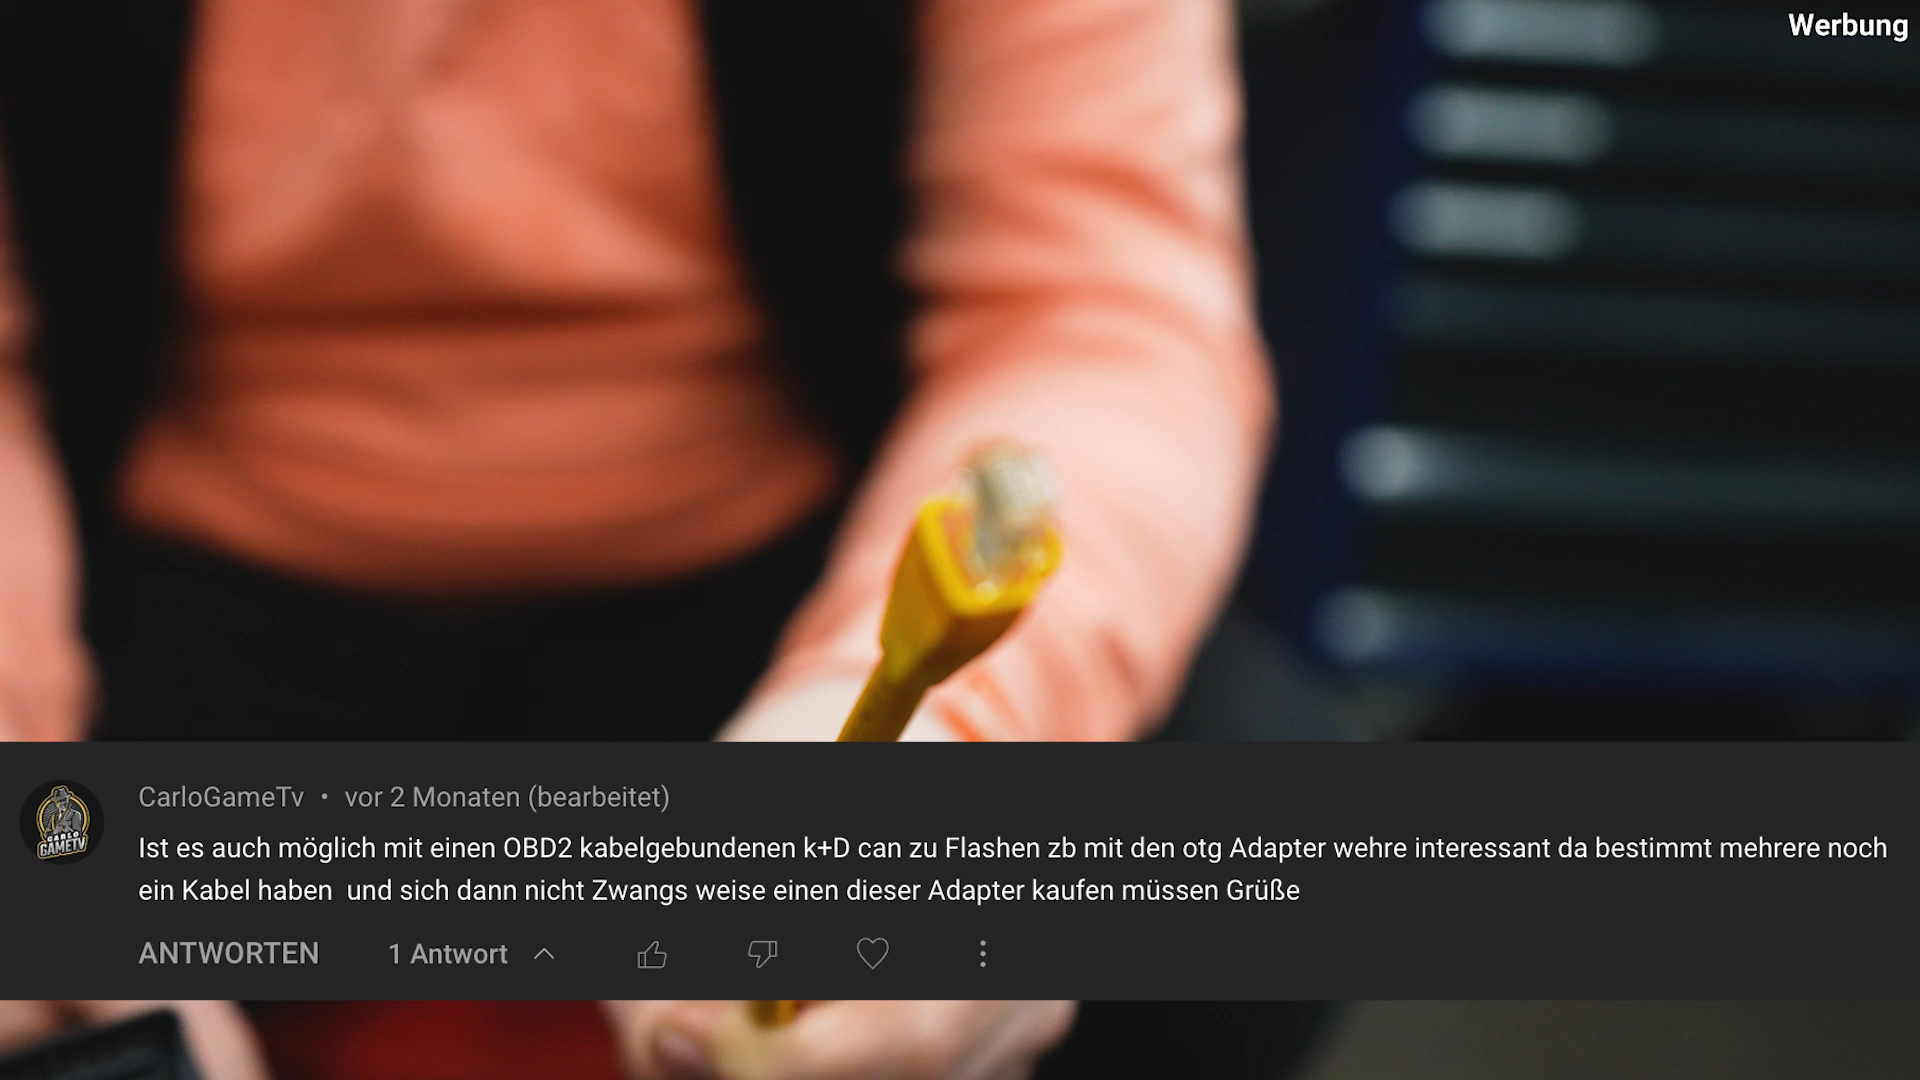 Werbung
CarloGameTv • vor 2 Monaten (bearbeitet)
Ist es auch möglich mit einen OBD2 kabelgebundenen k+D can zu Flashen zb mit den otg Adapter wehre interessant da bestimmt mehrere noch
ein Kabel haben  und sich dann nicht Zwangs weise einen dieser Adapter kaufen müssen Grüße
ANTWORTEN 1 Antwort
CARLO
GAMETV